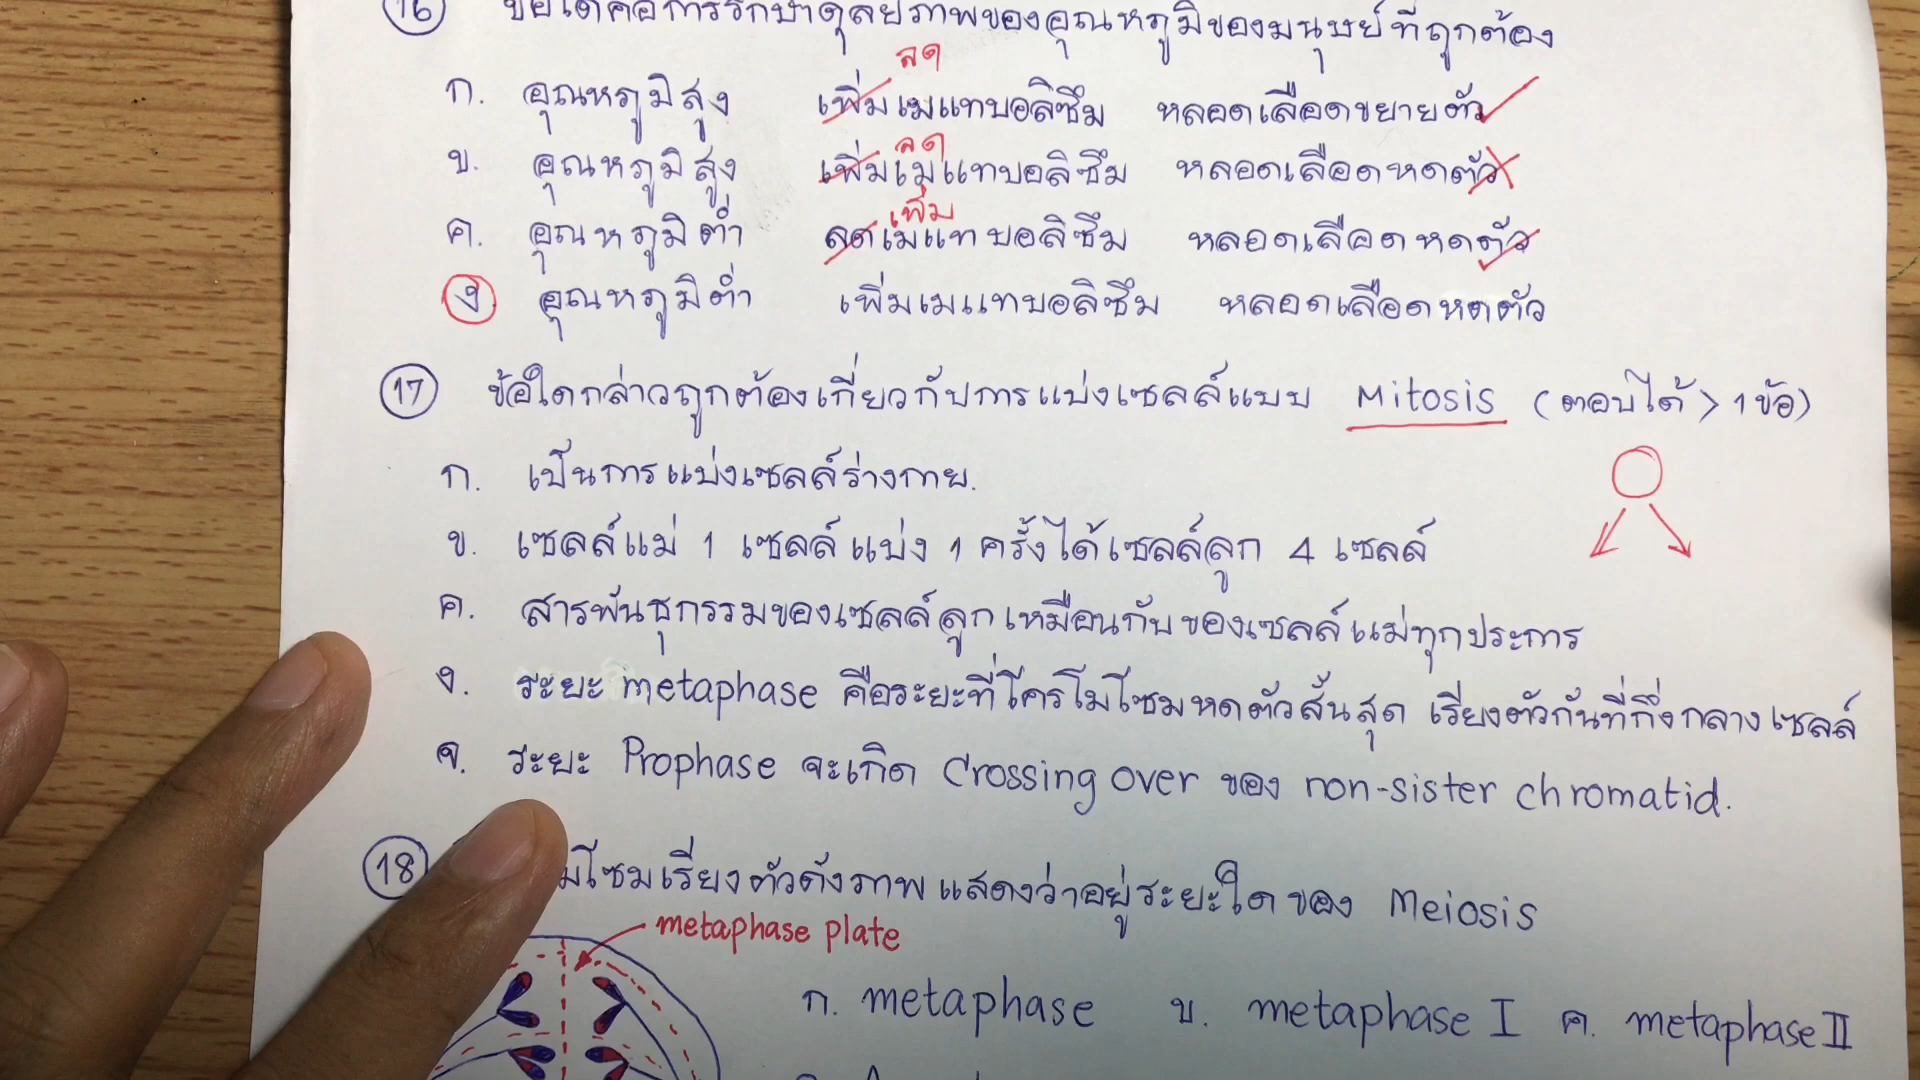 16 ข้อใดคือการรักษาดุลยภาพของอุณหภูมิของมนุษย์ที่ถูกต้อง
ลด
ก. อุณหภูมิสูง เพิ่มเมแทบอลิซึม หลอดเลือดขยายตัว
ลด
ข. อุณหภูมิสูง เพิ่มเมแทบอลิซึม หลอดเลือดหดตัว
เพิ่ม
ค. อุณหภูมิต่ำ ลดเมแทบอลิซึม หลอดเลือดหดตัว
ง อุณหภูมิต่ำ เพิ่มเมแทบอลิซึม หลอดเลือดหดตัว
17 ข้อใดกล่าวถูกต้องเกี่ยวกับการแบ่งเซลล์แบบ Mitosis (ตอบได้ > 1 ข้อ)
ก. เป็นการแบ่งเซลล์ร่างกาย.
ข. เซลล์แม่ 1 เซลล์ แบ่ง 1 ครั้งได้เซลล์ลูก 4 เซลล์
ค. สารพันธุกรรมของเซลล์ลูกเหมือนกับของเซลล์แม่ทุกประการ
ง. ระยะ metaphase คือระยะที่โครโมโซมหดตัวสั้นสุด เรียงตัวกันที่กึ่งกลางเซลล์
จ. ระยะ Prophase จะเกิด Crossing over ของ non-sister chromatid.
18 มโซมเรียงตัวดังภาพ แสดงว่าอยู่ระยะใด ของ Meiosis
metaphase plate
ก. metaphase ข. metaphase I ค. metaphase II